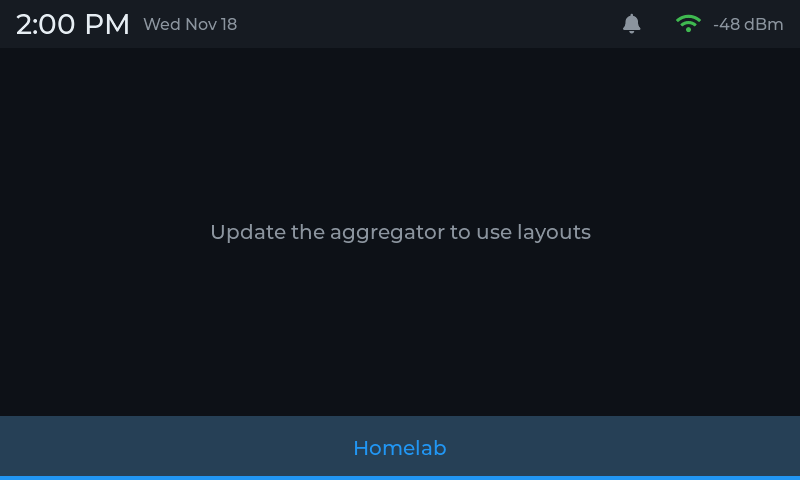 2:00 PM Wed Nov 18 -48 dBm
Update the aggregator to use layouts
Homelab